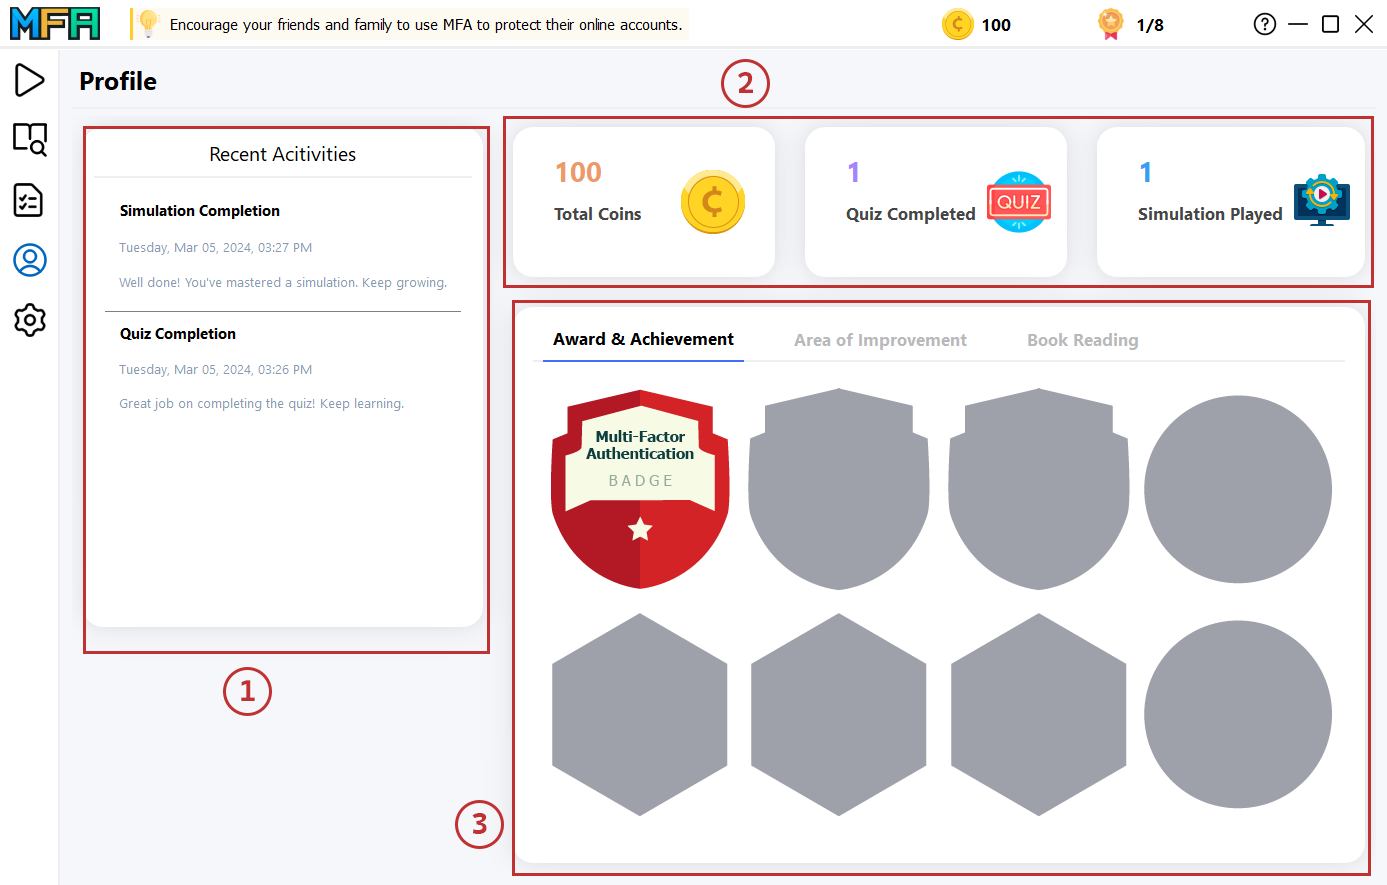 MFA
Encourage your friends and family to use MFA to protect their online accounts.
¢ 100
1/8
?
Profile
2
Recent Acitivities
Simulation Completion
Tuesday, Mar 05, 2024, 03:27 PM
Well done! You've mastered a simulation. Keep growing.
Quiz Completion
Tuesday, Mar 05, 2024, 03:26 PM
Great job on completing the quiz! Keep learning.
1
100
Total Coins
¢
1
Quiz Completed
QUIZ
1
Simulation Played
Award & Achievement
Area of Improvement
Book Reading
Multi-Factor
Authentication
BADGE
3